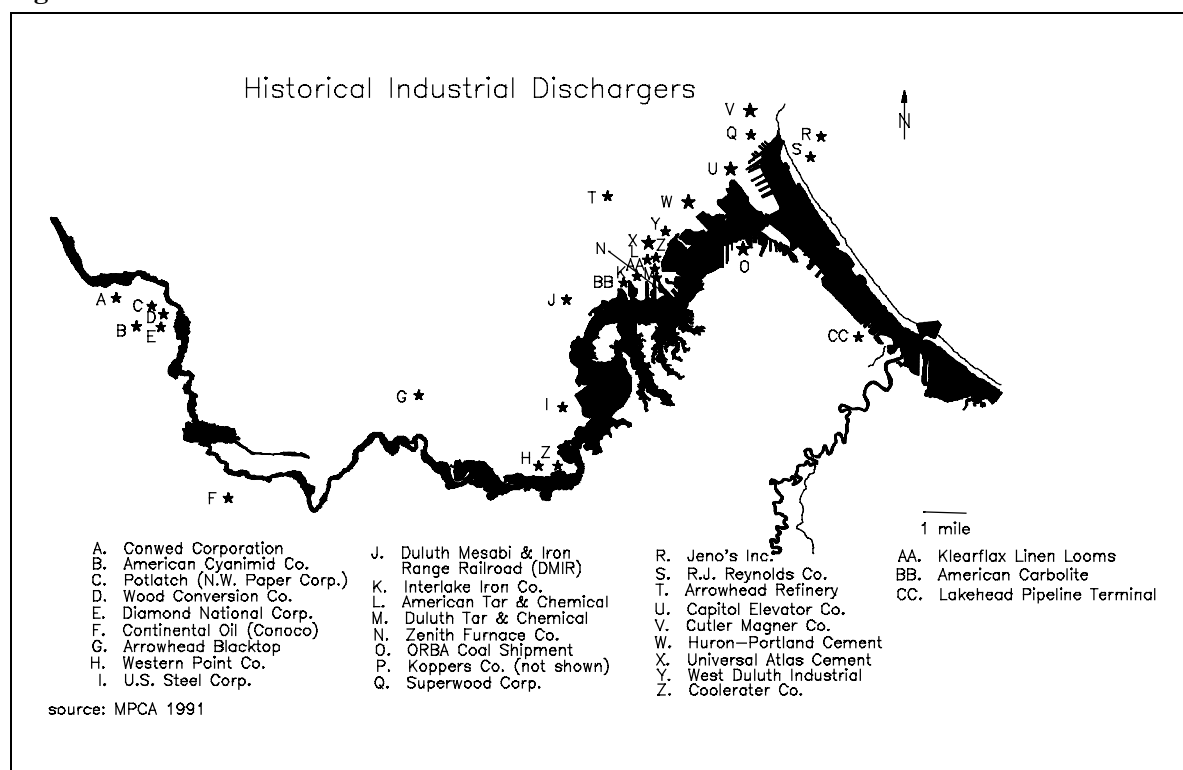 Historical Industrial Dischargers
N
V
Q
R
S
U
T
W
Y
X
Z
L
N
AA
K
M
BB
O
J
A
C
D
B
E
CC
G
I
Z
H
F
1 mile
A. Conwed Corporation
B. American Cyanimid Co.
C. Potlatch (N.W. Paper Corp.)
D. Wood Conversion Co.
E. Diamond National Corp.
F. Continental Oil (Conoco)
G. Arrowhead Blacktop
H. Western Point Co.
I. U.S. Steel Corp.
J. Duluth Mesabi & Iron
Range Railroad (DMIR)
K. Interlake Iron Co.
L. American Tar & Chemical
M. Duluth Tar & Chemical
N. Zenith Furnace Co.
O. ORBA Coal Shipment
P. Koppers Co. (not shown)
Q. Superwood Corp.
R. Jeno's Inc.
S. R.J. Reynolds Co.
T. Arrowhead Refinery
U. Capitol Elevator Co.
V. Cutler Magner Co.
W. Huron-Portland Cement
X. Universal Atlas Cement
Y. West Duluth Industrial
Z. Coolerater Co.
AA. Klearflax Linen Looms
BB. American Carbolite
CC. Lakehead Pipeline Terminal
source: MPCA 1991